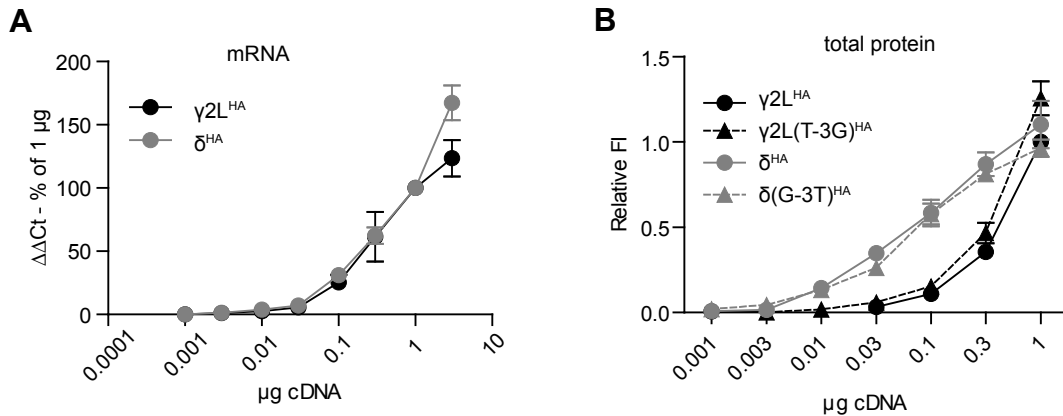 A
mRNA
200
150
100
50
0
ΔΔCt - % of 1 µg
γ2L^HA
δ^HA
0.0001
0.001
0.01
0.1
1
10
µg cDNA
B
total protein
1.5
1.0
0.5
0.0
Relative FI
γ2L^HA
γ2L(T-3G)^HA
δ^HA
δ(G-3T)^HA
0.001
0.003
0.01
0.03
0.1
0.3
1
µg cDNA